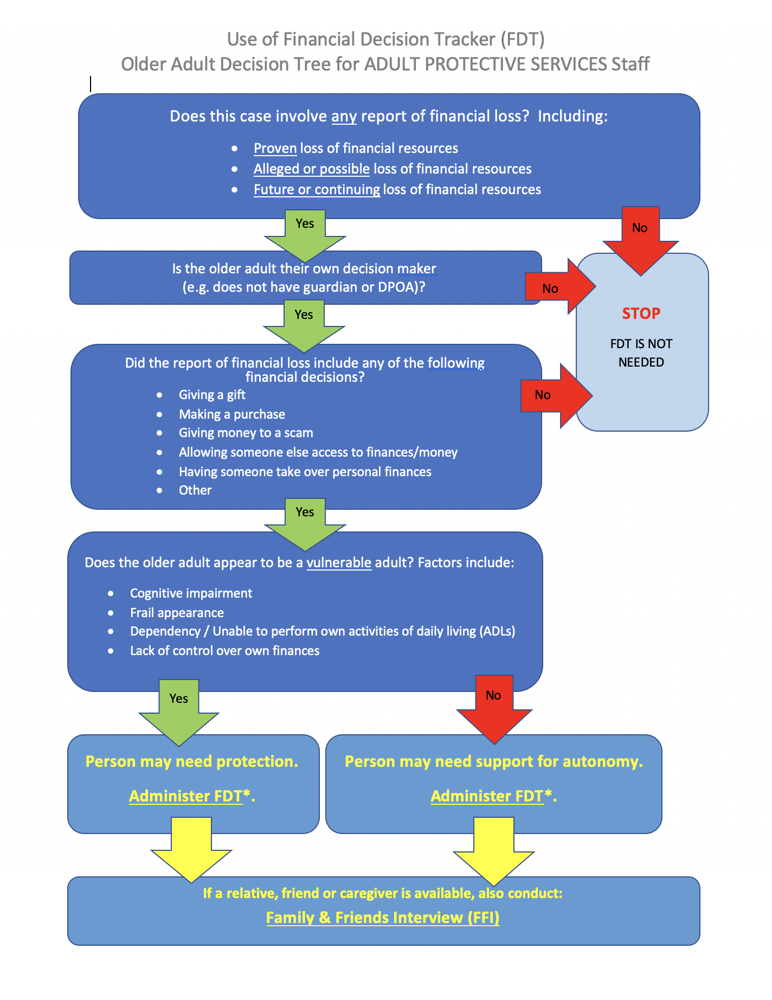 Use of Financial Decision Tracker (FDT)
Older Adult Decision Tree for ADULT PROTECTIVE SERVICES Staff
Does this case involve any report of financial loss?  Including:
● Proven loss of financial resources
● Alleged or possible loss of financial resources
● Future or continuing loss of financial resources
Yes
No
Is the older adult their own decision maker
(e.g. does not have guardian or DPOA)?
No
Yes
STOP
FDT IS NOT
NEEDED
Did the report of financial loss include any of the following
financial decisions?
● Giving a gift
● Making a purchase
● Giving money to a scam
● Allowing someone else access to finances/money
● Having someone take over personal finances
● Other
No
Yes
Does the older adult appear to be a vulnerable adult? Factors include:
● Cognitive impairment
● Frail appearance
● Dependency / Unable to perform own activities of daily living (ADLs)
● Lack of control over own finances
Yes
No
Person may need protection.
Administer FDT*.
Person may need support for autonomy.
Administer FDT*.
If a relative, friend or caregiver is available, also conduct:
Family & Friends Interview (FFI)